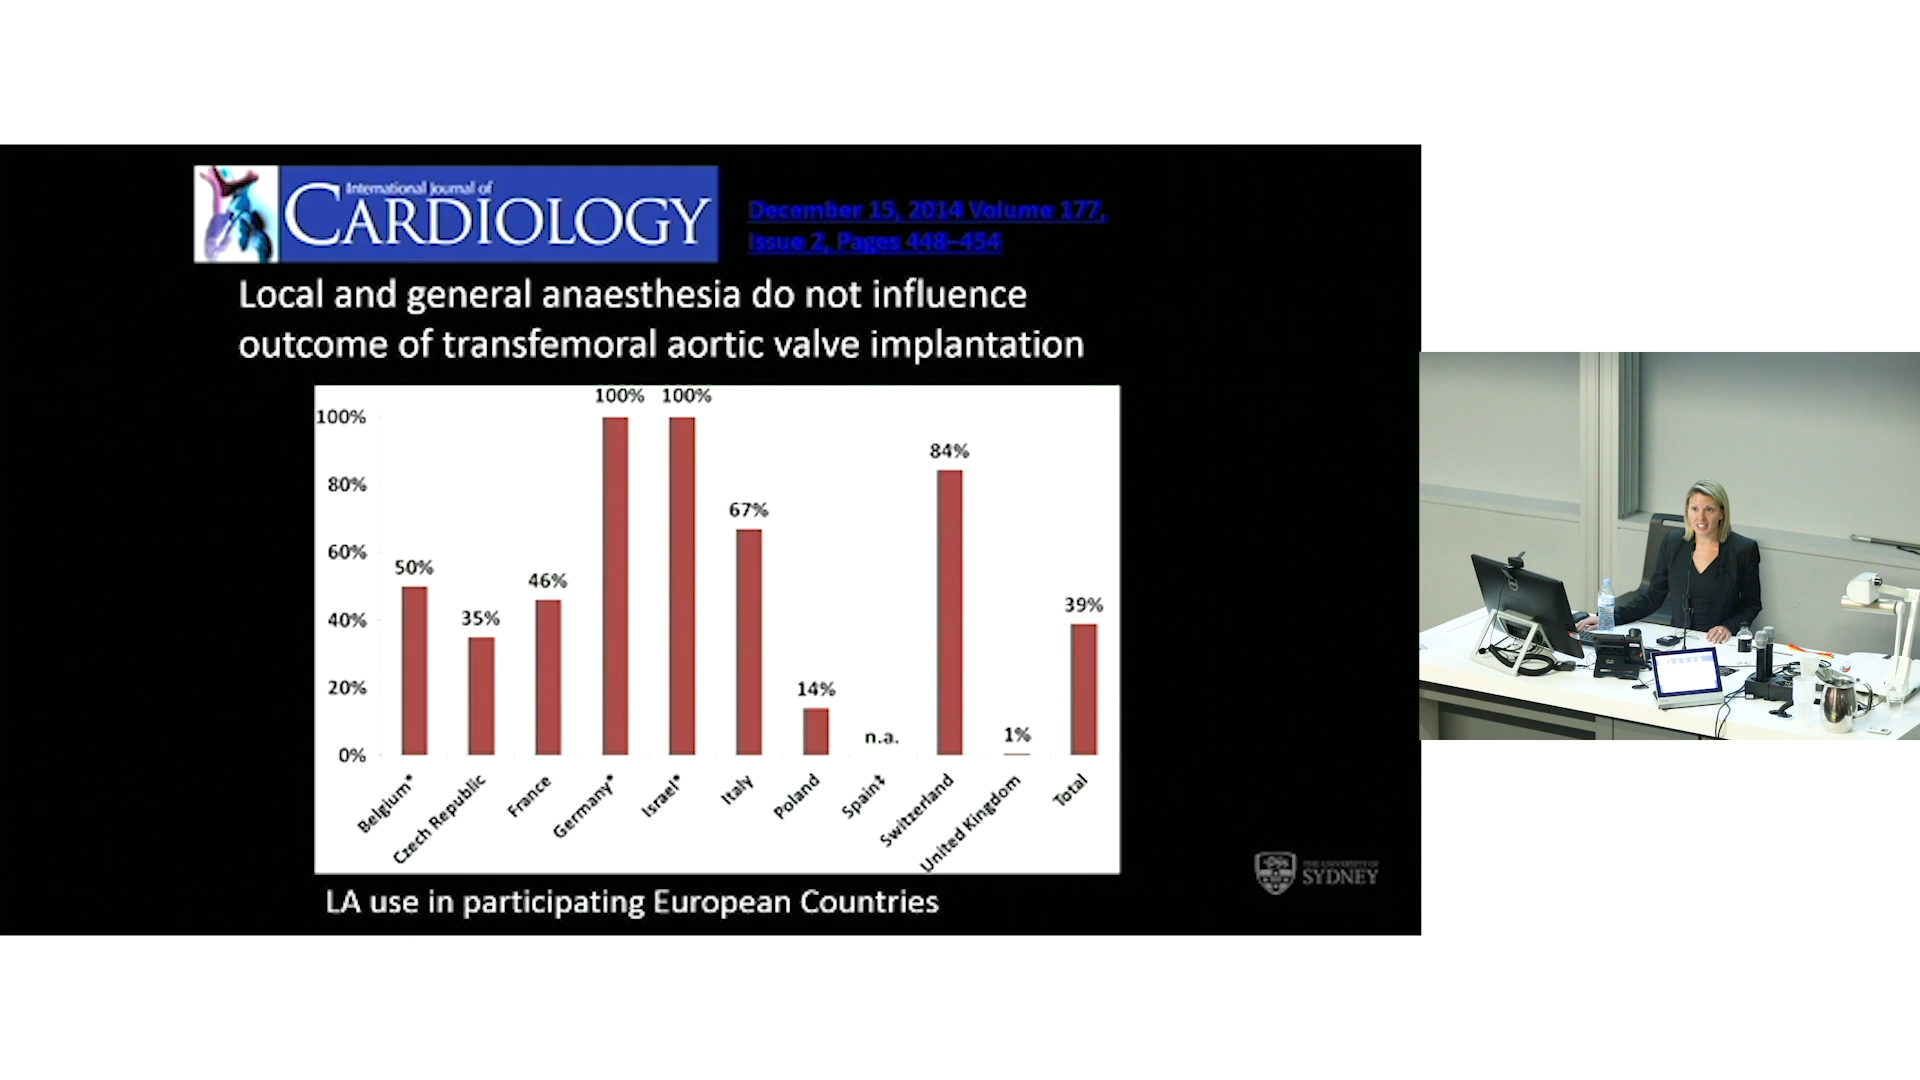 International Journal of
CARDIOLOGY
December 15, 2014 Volume 177,
Issue 2, Pages 448–454
Local and general anaesthesia do not influence
outcome of transfemoral aortic valve implantation
100%
80%
60%
40%
20%
0%
50%
35%
46%
100%
100%
67%
14%
n.a.
84%
1%
39%
Belgium*
Czech Republic
France
Germany*
Israel*
Italy
Poland
Spain‡
Switzerland
United Kingdom
Total
LA use in participating European Countries
THE UNIVERSITY OF
SYDNEY